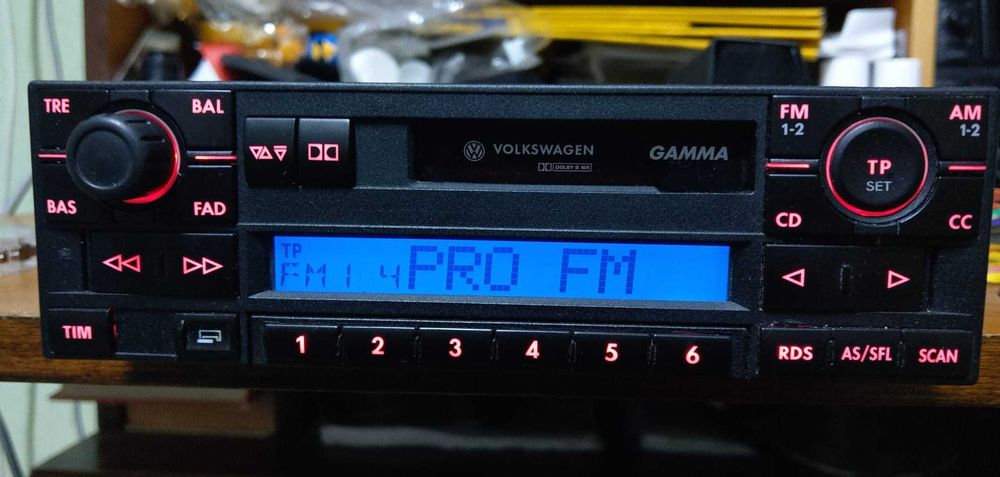 TRE
BAL
BAS
FAD
VOLKSWAGEN
DOLBY B NR
GAMMA
FM
1-2
AM
1-2
TP
SET
CD
CC
TP
FM1 4 PRO FM
TIM
1 2 3 4 5 6
RDS AS/SFL SCAN